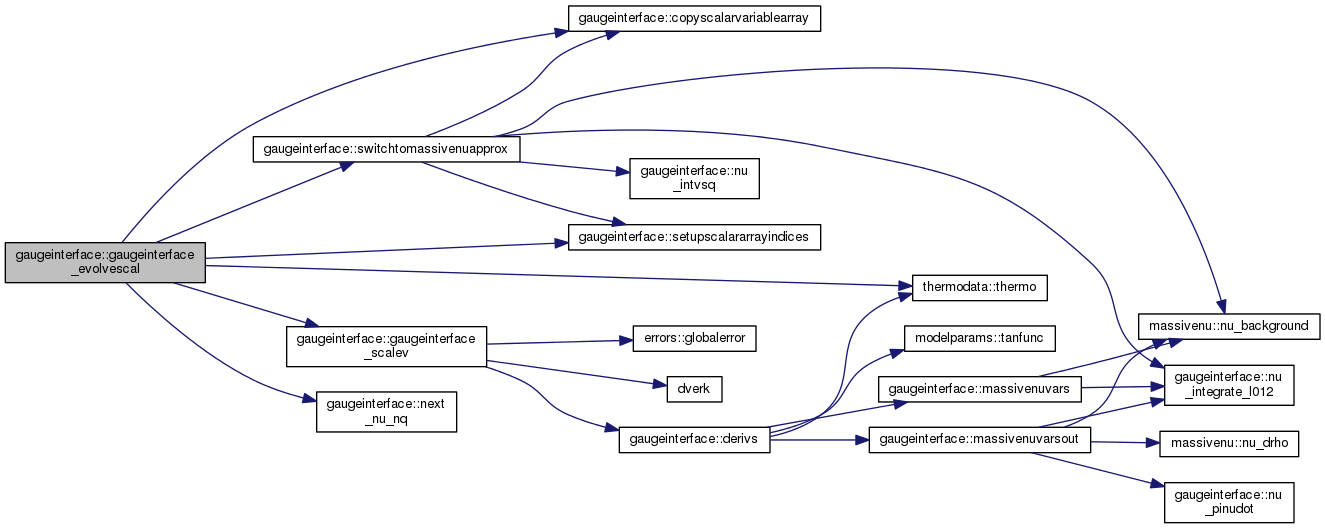 gaugeinterface::copyscalarvariablearray
gaugeinterface::switchtomassivenuapprox
gaugeinterface::nu
_intvsq
gaugeinterface::setupscalararrayindices
gaugeinterface::gaugeinterface
_evolvescal
thermodata::thermo
massivenu::nu_background
gaugeinterface::gaugeinterface
_scalev
errors::globalerror
modelparams::tanfunc
dverk
gaugeinterface::massivenuvars
gaugeinterface::nu
_integrate_l012
gaugeinterface::next
_nu_nq
gaugeinterface::derivs
gaugeinterface::massivenuvarsout
massivenu::nu_drho
gaugeinterface::nu
_pinudot